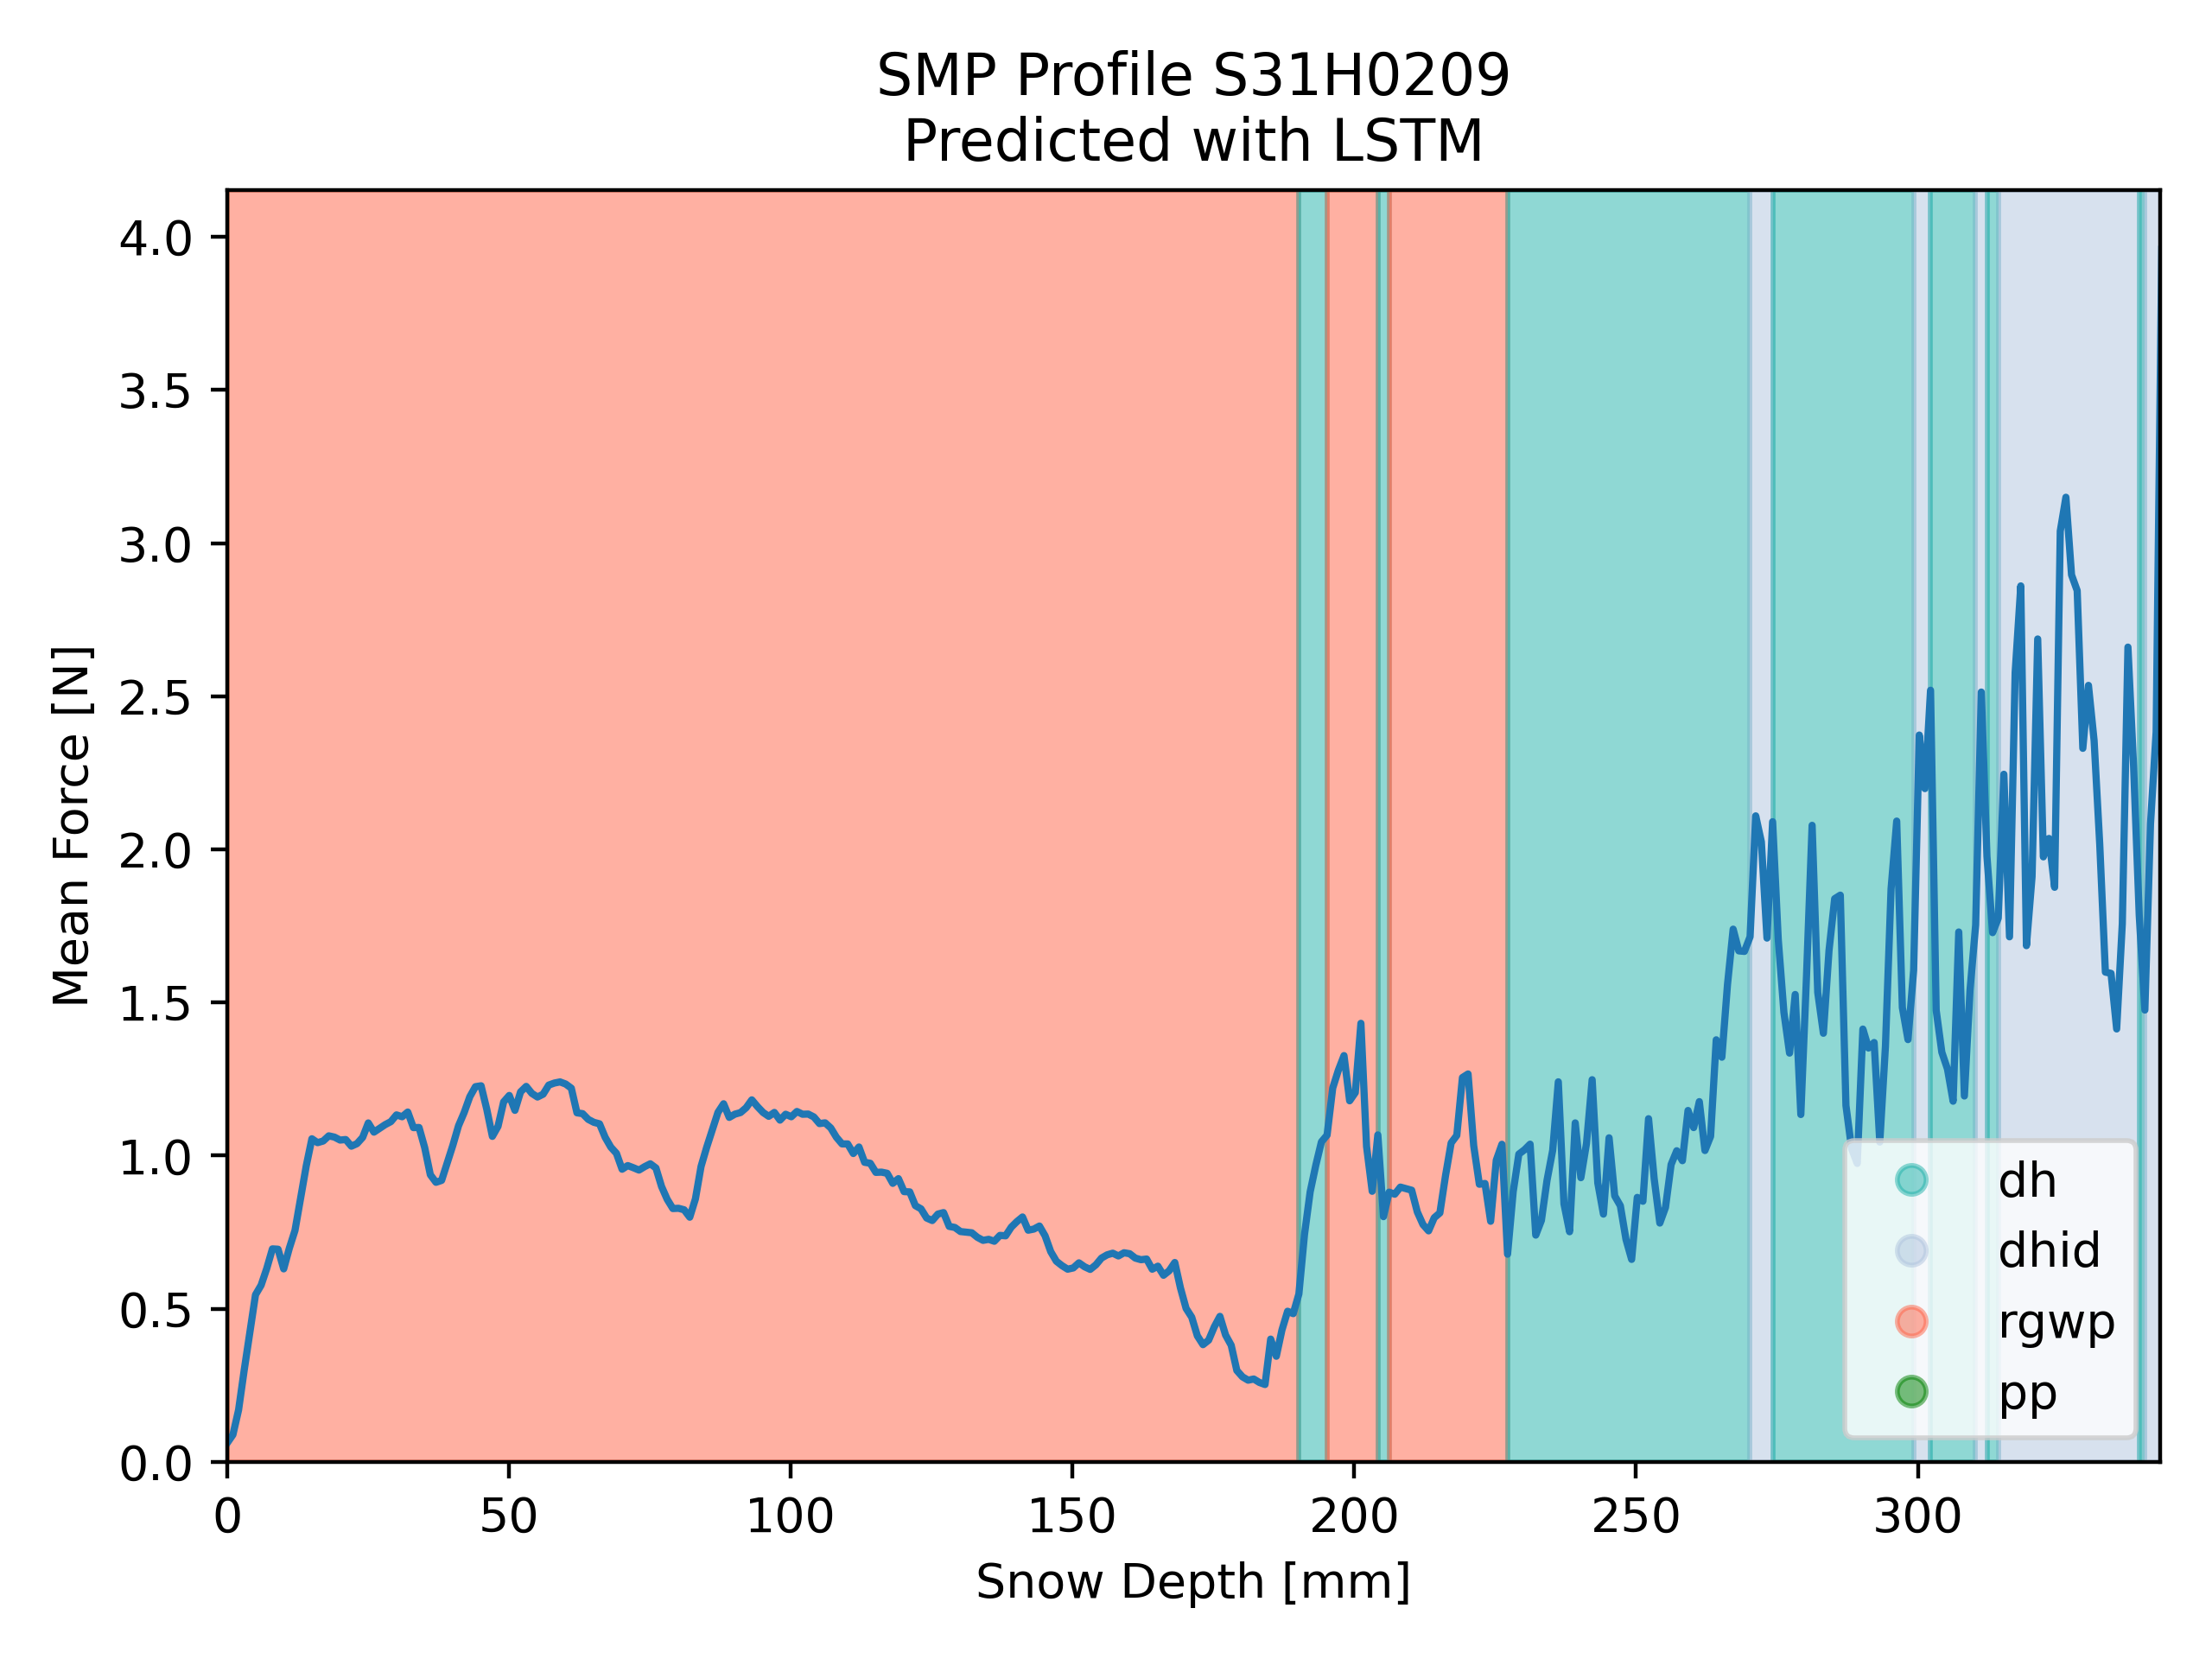 SMP Profile S31H0209
Predicted with LSTM
4.0
3.5
3.0
2.5
2.0
1.5
1.0
0.5
0.0
Mean Force [N]
0 50 100 150 200 250 300
Snow Depth [mm]
dh
dhid
rgwp
pp